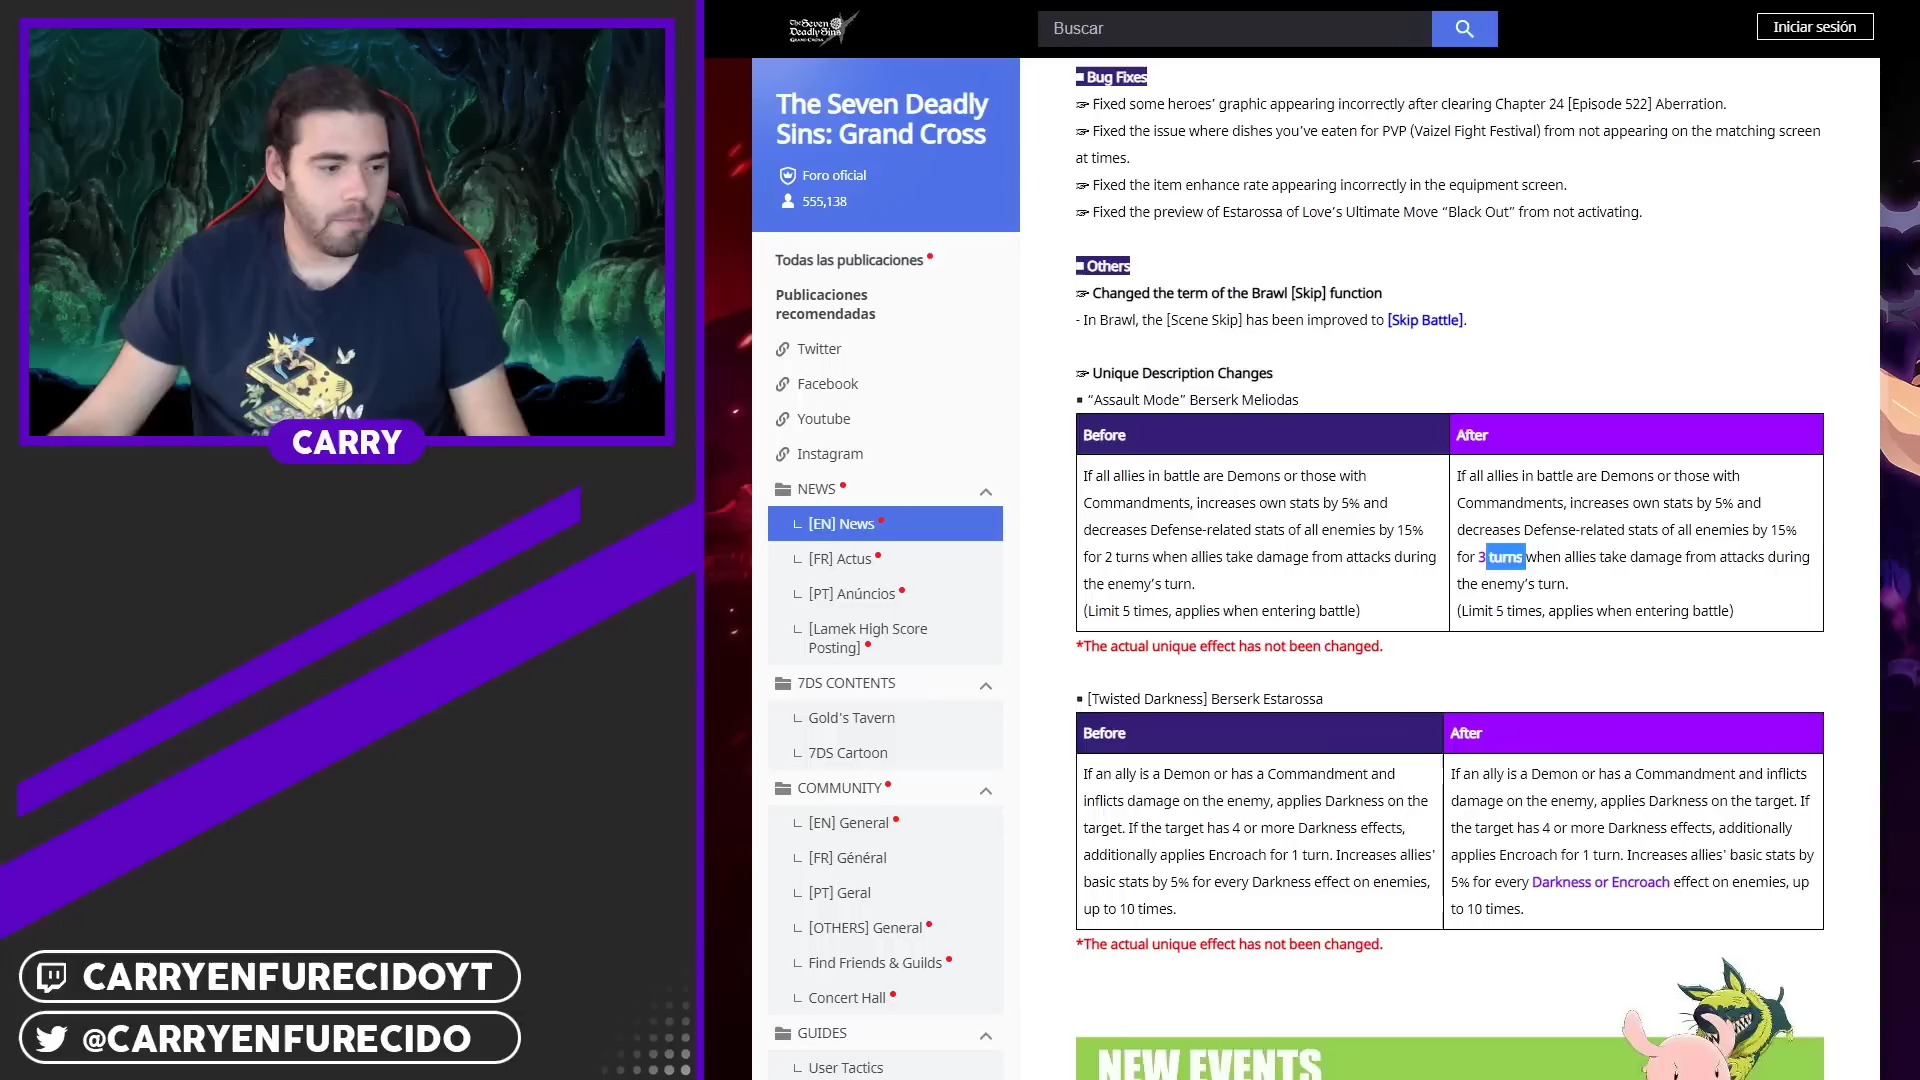 CARRY
CARRYENFURECIDOYT
@CARRYENFURECIDO
The Seven
Deadly Sins
GRAND CROSS
Buscar
Iniciar sesión
The Seven Deadly
Sins: Grand Cross
Foro oficial
555,138
Todas las publicaciones
Publicaciones
recomendadas
Twitter
Facebook
Youtube
Instagram
NEWS
[EN] News
[FR] Actus
[PT] Anúncios
[Lamek High Score
Posting]
7DS CONTENTS
Gold's Tavern
7DS Cartoon
COMMUNITY
[EN] General
[FR] Général
[PT] Geral
[OTHERS] General
Find Friends & Guilds
Concert Hall
GUIDES
User Tactics
■ Bug Fixes
☞ Fixed some heroes’ graphic appearing incorrectly after clearing Chapter 24 [Episode 522] Aberration.
☞ Fixed the issue where dishes you’ve eaten for PVP (Vaizel Fight Festival) from not appearing on the matching screen
at times.
☞ Fixed the item enhance rate appearing incorrectly in the equipment screen.
☞ Fixed the preview of Estarossa of Love’s Ultimate Move “Black Out” from not activating.
■ Others
☞ Changed the term of the Brawl [Skip] function
- In Brawl, the [Scene Skip] has been improved to [Skip Battle].
☞ Unique Description Changes
▪ “Assault Mode” Berserk Meliodas
Before
If all allies in battle are Demons or those with
Commandments, increases own stats by 5% and
decreases Defense-related stats of all enemies by 15%
for 2 turns when allies take damage from attacks during
the enemy’s turn.
(Limit 5 times, applies when entering battle)
After
If all allies in battle are Demons or those with
Commandments, increases own stats by 5% and
decreases Defense-related stats of all enemies by 15%
for 3 turns when allies take damage from attacks during
the enemy’s turn.
(Limit 5 times, applies when entering battle)
*The actual unique effect has not been changed.
▪ [Twisted Darkness] Berserk Estarossa
Before
If an ally is a Demon or has a Commandment and
inflicts damage on the enemy, applies Darkness on the
target. If the target has 4 or more Darkness effects,
additionally applies Encroach for 1 turn. Increases allies'
basic stats by 5% for every Darkness effect on enemies,
up to 10 times.
After
If an ally is a Demon or has a Commandment and inflicts
damage on the enemy, applies Darkness on the target. If
the target has 4 or more Darkness effects, additionally
applies Encroach for 1 turn. Increases allies' basic stats by
5% for every Darkness or Encroach effect on enemies, up
to 10 times.
*The actual unique effect has not been changed.
NEW EVENTS